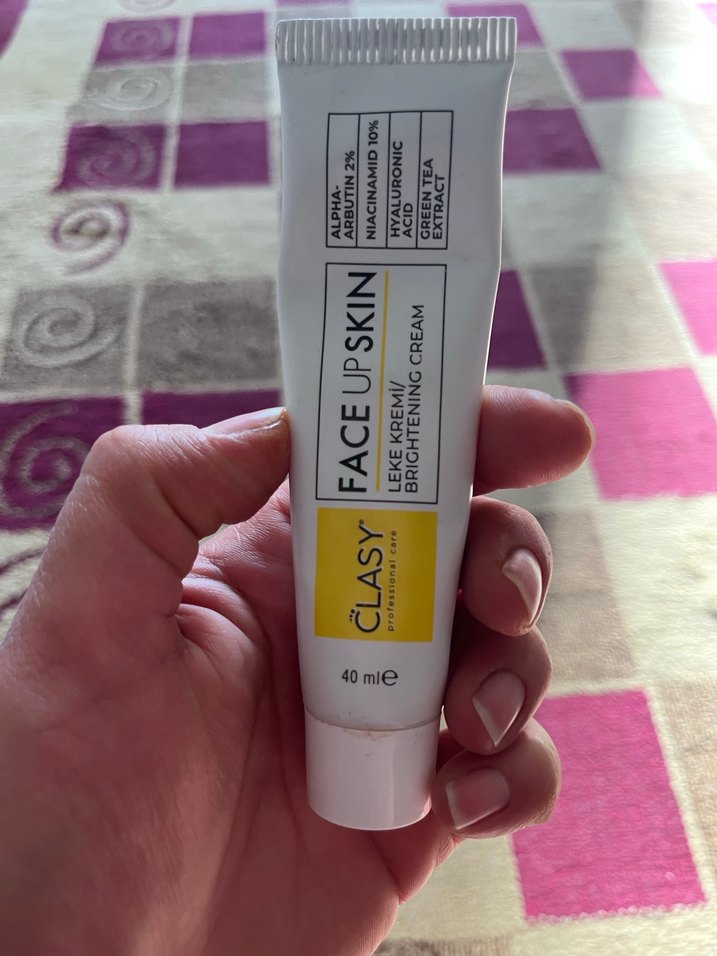 ALPHA-
ARBUTIN 2%
NIACINAMID 10%
HYALURONIC
ACID
GREEN TEA
EXTRACT
FACE UP SKIN
LEKE KREMİ/
BRIGHTENING CREAM
CLASY®
professional care
40 ml℮